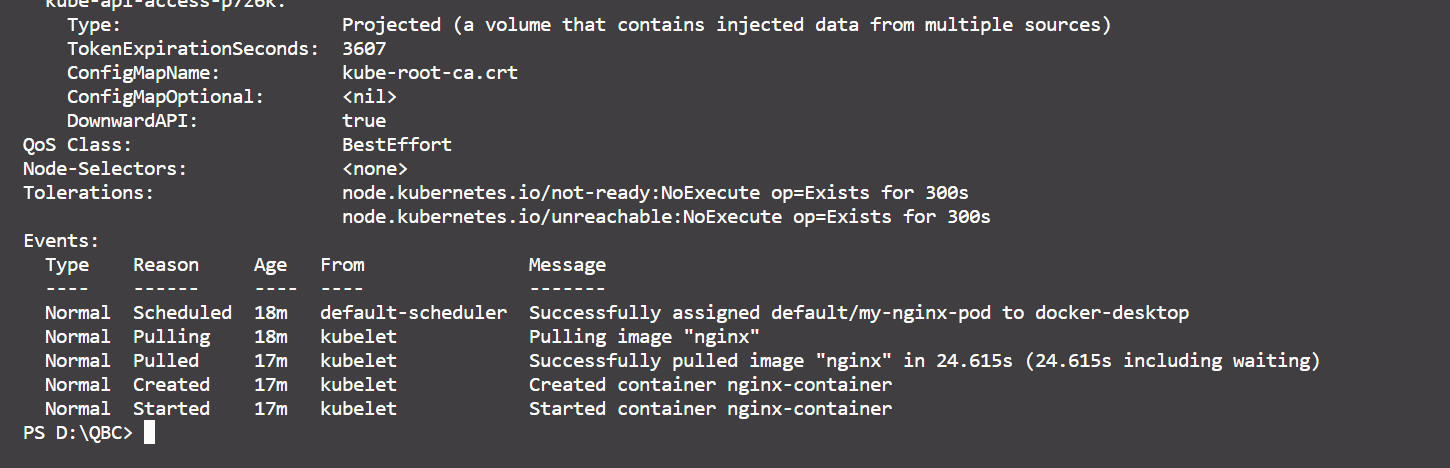 Type: Projected (a volume that contains injected data from multiple sources)
TokenExpirationSeconds: 3607
ConfigMapName: kube-root-ca.crt
ConfigMapOptional: <nil>
DownwardAPI: true
QoS Class: BestEffort
Node-Selectors: <none>
Tolerations: node.kubernetes.io/not-ready:NoExecute op=Exists for 300s
node.kubernetes.io/unreachable:NoExecute op=Exists for 300s
Events:
Type Reason Age From Message
---- ------ ---- ---- -------
Normal Scheduled 18m default-scheduler Successfully assigned default/my-nginx-pod to docker-desktop
Normal Pulling 18m kubelet Pulling image "nginx"
Normal Pulled 17m kubelet Successfully pulled image "nginx" in 24.615s (24.615s including waiting)
Normal Created 17m kubelet Created container nginx-container
Normal Started 17m kubelet Started container nginx-container
PS D:\QBC>